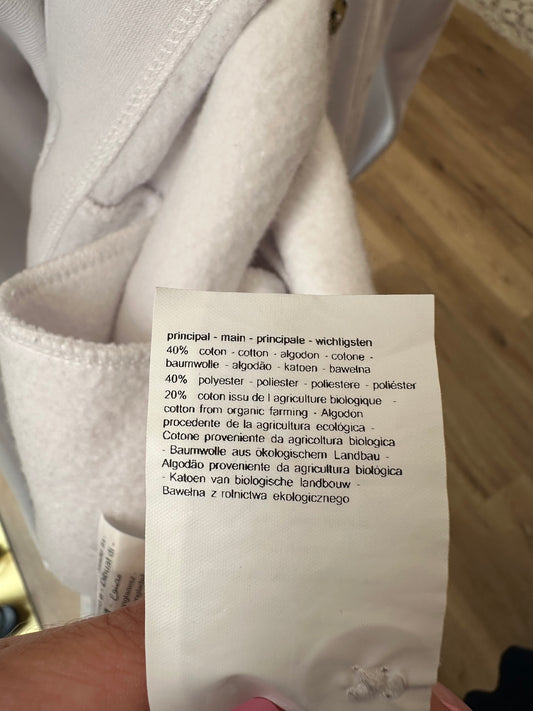 principal - main - principale - wichtigsten
40% coton - cotton - algodon - cotone -
baumwolle - algodão - katoen - bawełna
40% polyester - poliester - poliestere - poliéster
20% coton issu de l agriculture biologique -
cotton from organic farming - Algodon
procedente de la agricultura ecológica -
Cotone proveniente da agricoltura biologica
- Baumwolle aus okologischem Landbau -
Algodão proveniente da agricultura biológica
- Katoen van biologische landbouw -
Bawełna z rolnictwa ekologicznego